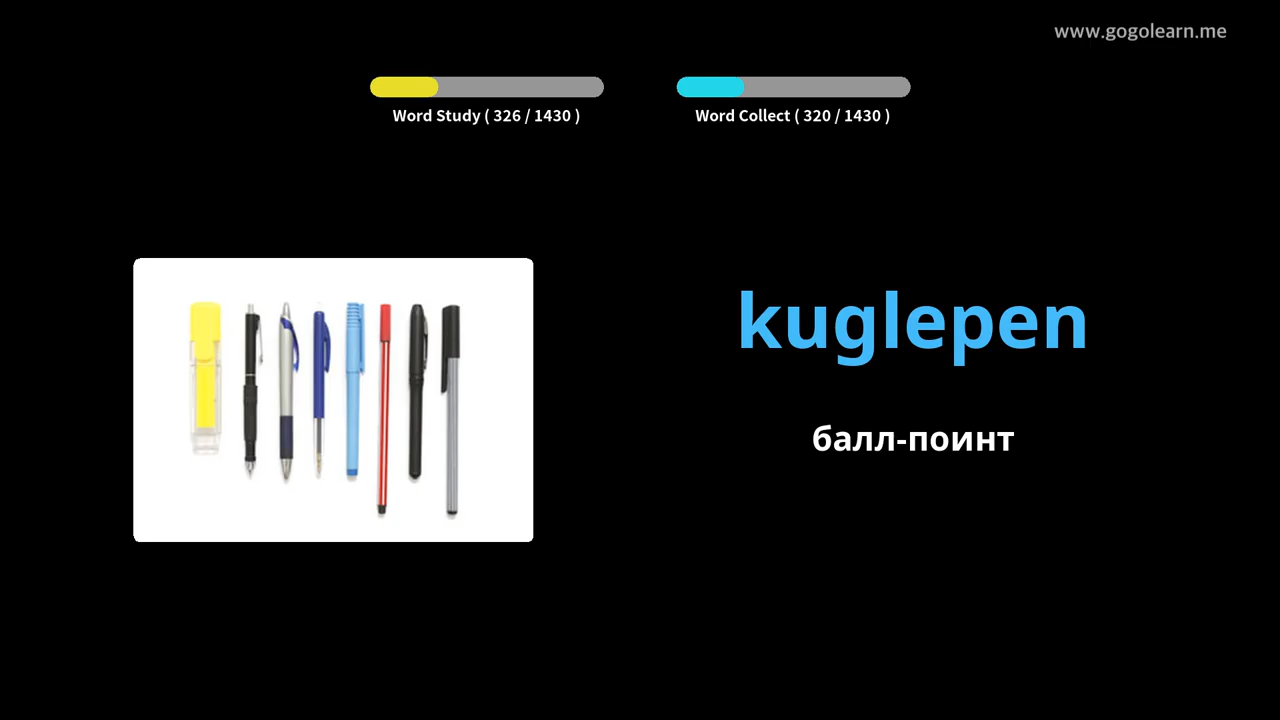 www.gogolearn.me
Word Study ( 326 / 1430 )
Word Collect ( 320 / 1430 )
kuglepen
балл-поинт